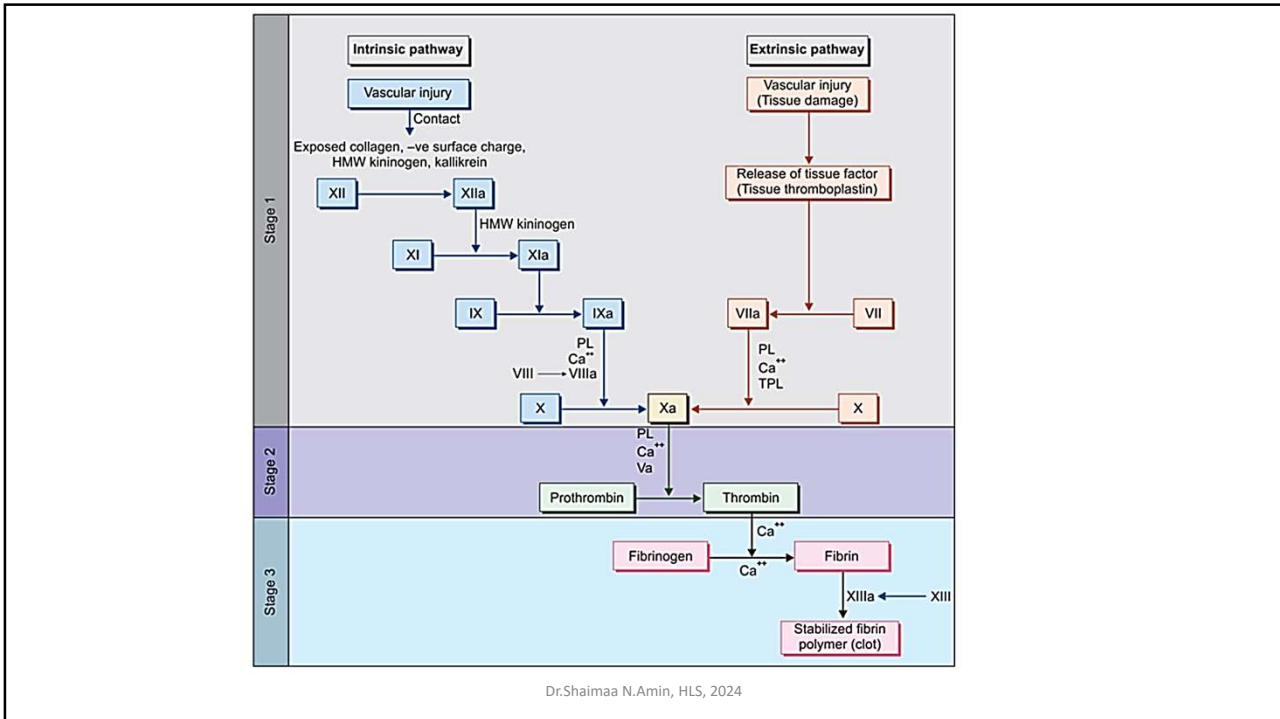 Stage 1
Intrinsic pathway
Extrinsic pathway
Vascular injury
Vascular injury
(Tissue damage)
Contact
Exposed collagen, –ve surface charge,
HMW kininogen, kallikrein
Release of tissue factor
(Tissue thromboplastin)
XII
XIIa
HMW kininogen
XI
XIa
IX
IXa
VIIa
VII
PL
Ca++
VIII
VIIIa
PL
Ca++
TPL
X
Xa
X
Stage 2
PL
Ca++
Va
Prothrombin
Thrombin
Stage 3
Ca++
Fibrinogen
Fibrin
Ca++
XIIIa
XIII
Stabilized fibrin
polymer (clot)
Dr.Shaimaa N.Amin, HLS, 2024